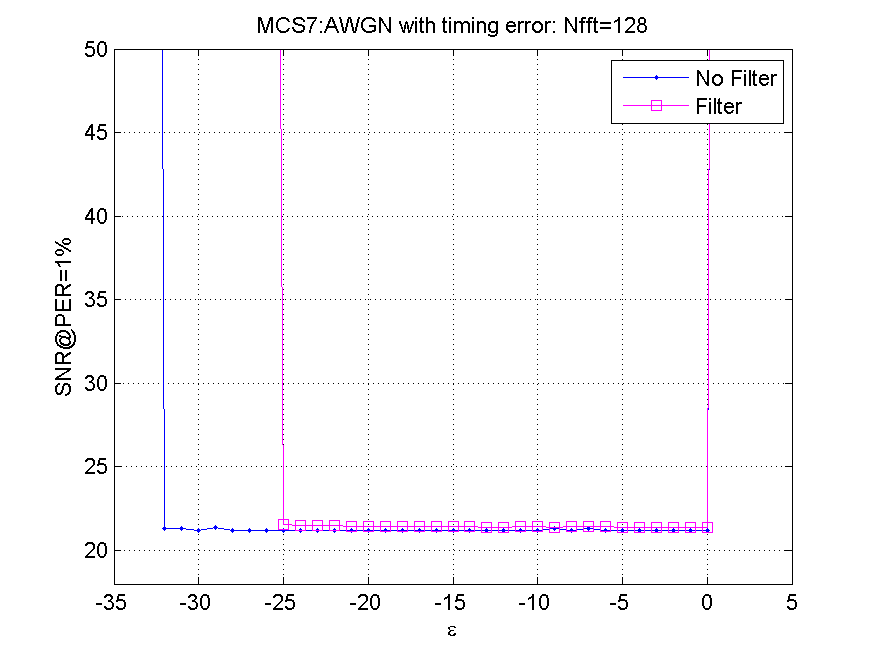 MCS7:AWGN with timing error: Nfft=128
50
45
40
35
30
25
20
SNR@PER=1%
No Filter
Filter
-35 -30 -25 -20 -15 -10 -5 0 5
ε